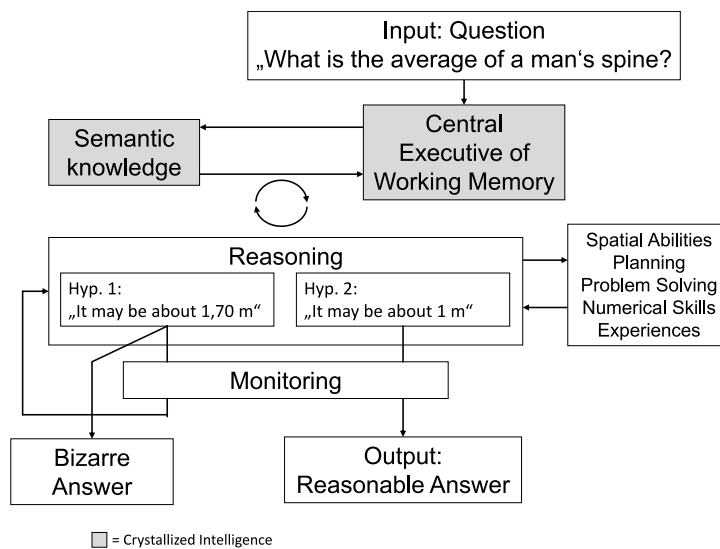 Input: Question
„What is the average of a man‘s spine?
Semantic
knowledge
Central
Executive of
Working Memory
Reasoning
Hyp. 1:
„It may be about 1,70 m“
Hyp. 2:
„It may be about 1 m“
Spatial Abilities
Planning
Problem Solving
Numerical Skills
Experiences
Monitoring
Bizarre
Answer
Output:
Reasonable Answer
= Crystallized Intelligence